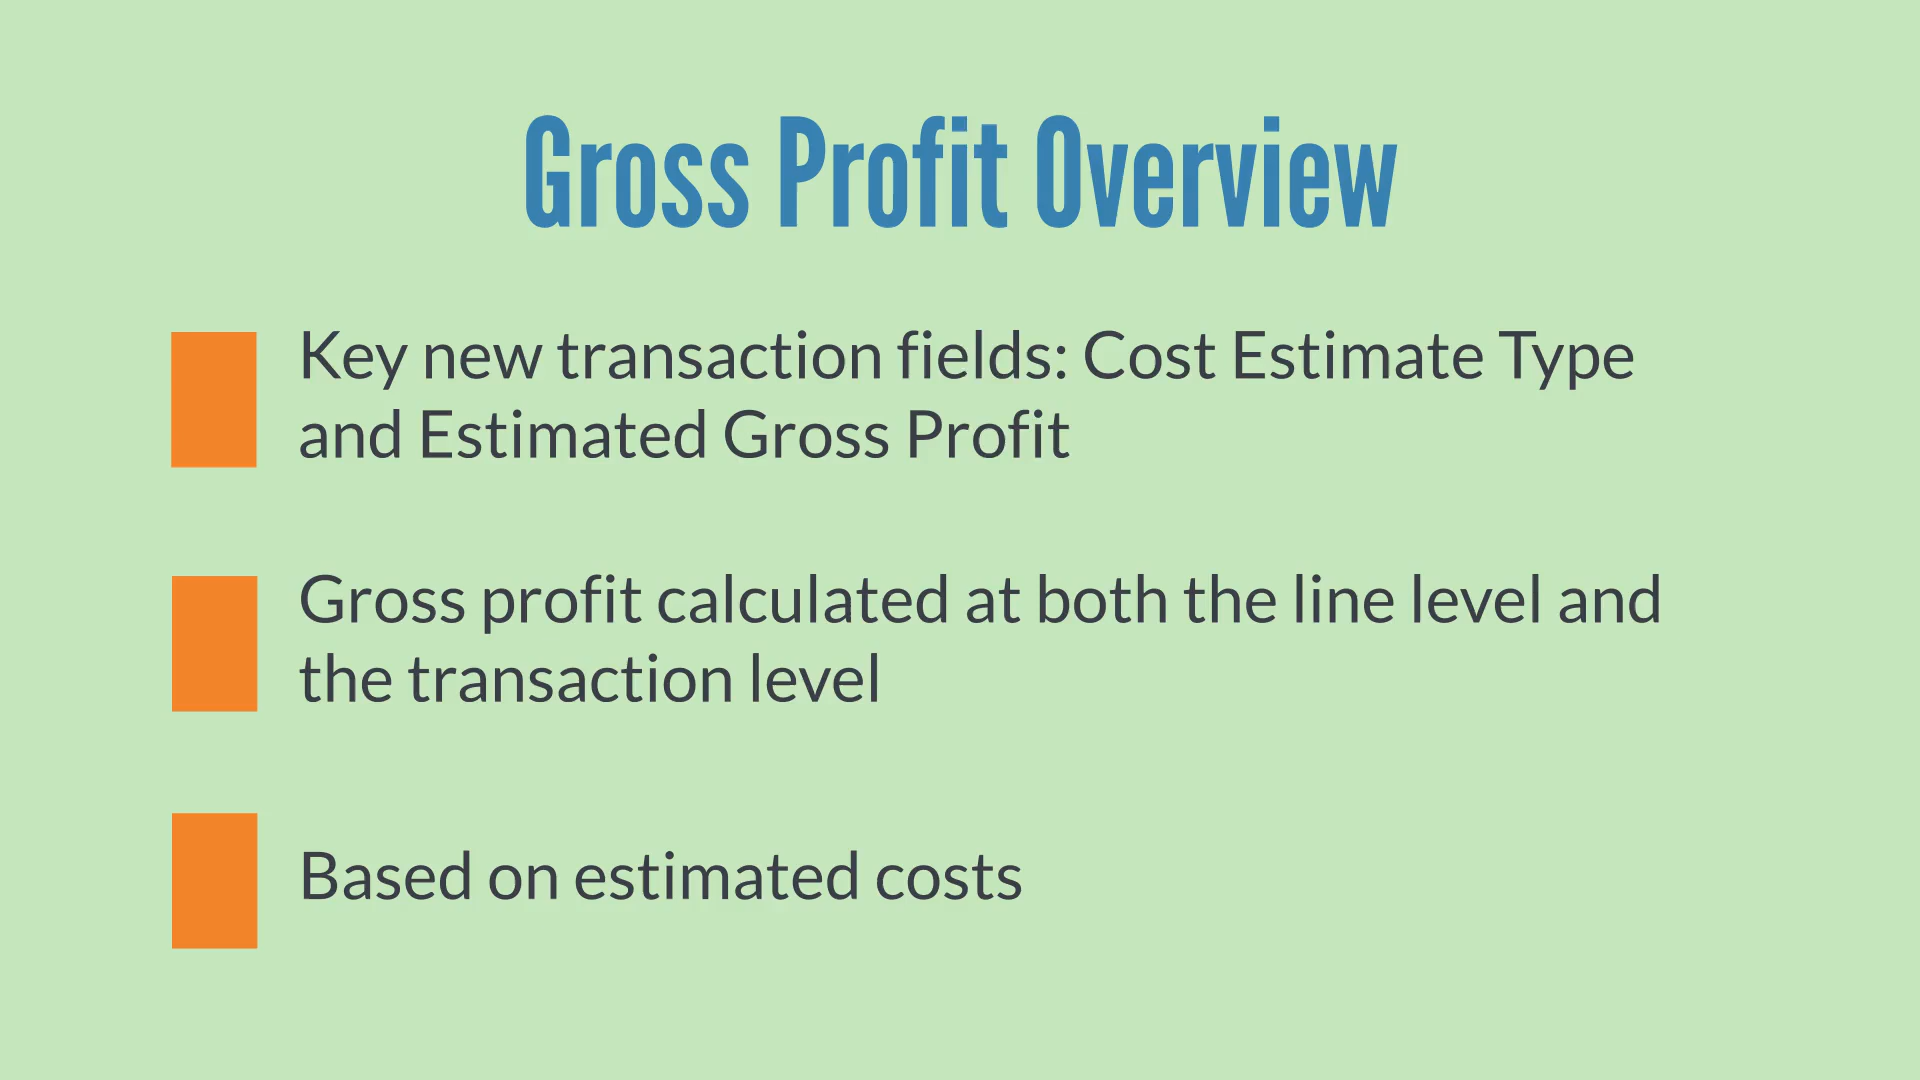 Gross Profit Overview
Key new transaction fields: Cost Estimate Type
and Estimated Gross Profit
Gross profit calculated at both the line level and
the transaction level
Based on estimated costs